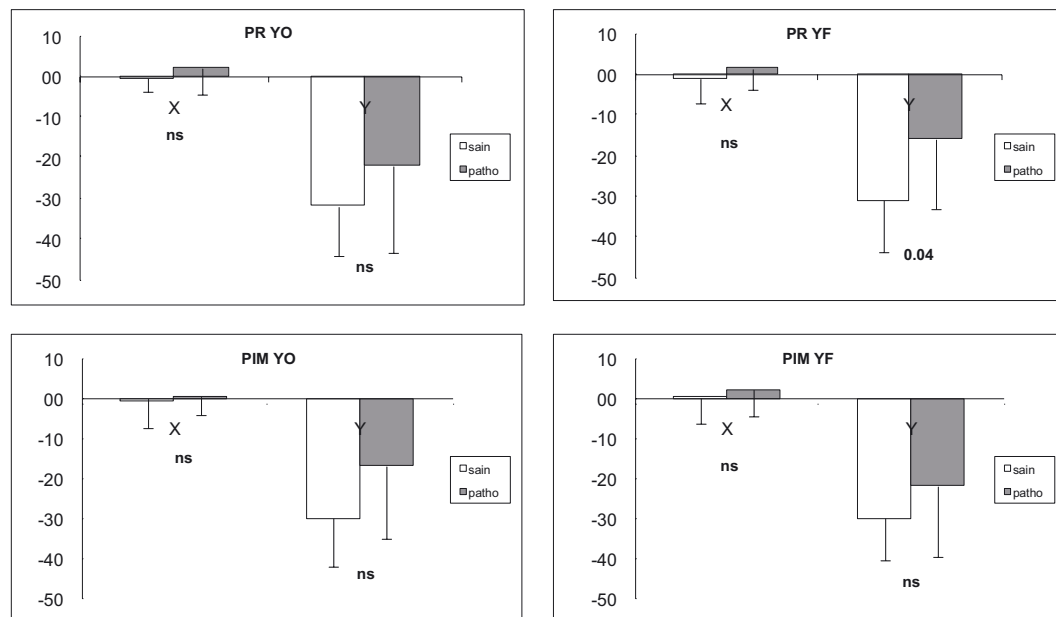 PR YO
10
00
-10
-20
-30
-40
-50
X
Y
ns
ns
sain
patho
PR YF
10
00
-10
-20
-30
-40
-50
X
Y
ns
0.04
sain
patho
PIM YO
10
00
-10
-20
-30
-40
-50
X
Y
ns
ns
sain
patho
PIM YF
10
00
-10
-20
-30
-40
-50
X
Y
ns
ns
sain
patho